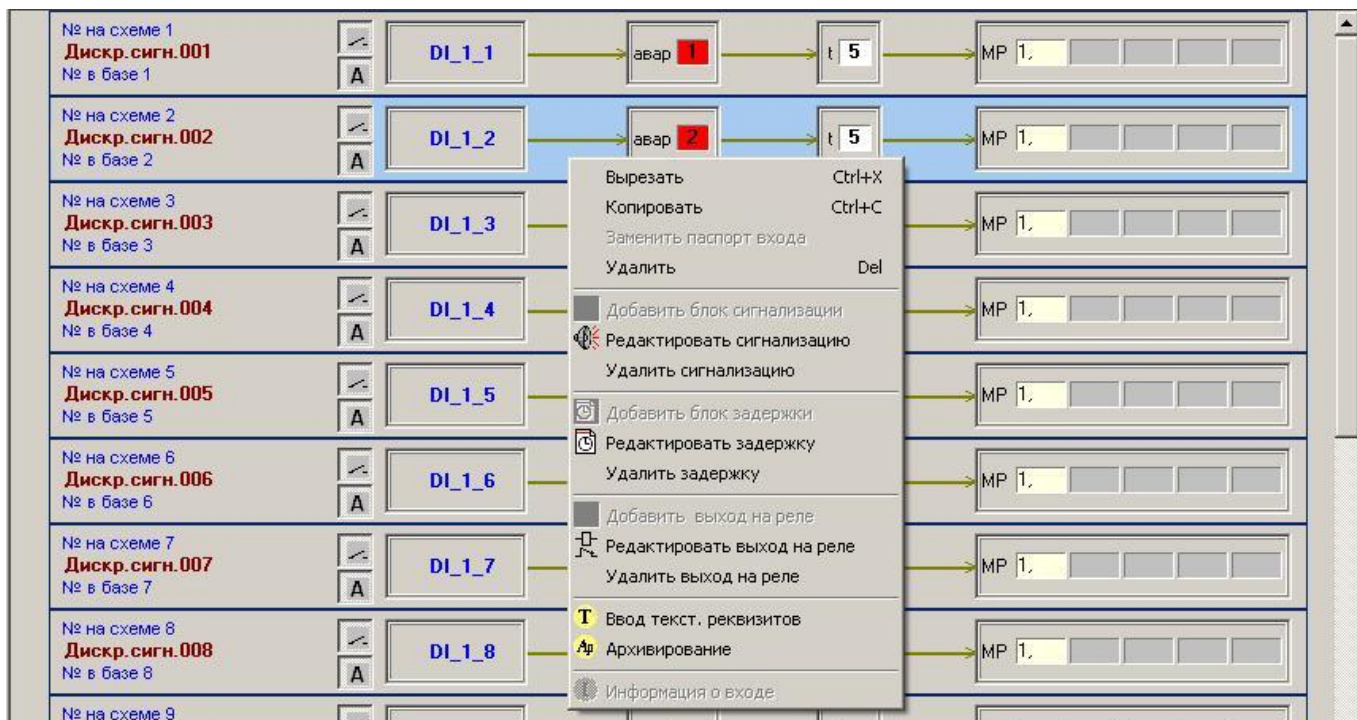 № на схеме 1
Дискр.сигн.001
№ в базе 1
A
DI_1_1
авар 1
t 5
МР 1,
№ на схеме 2
Дискр.сигн.002
№ в базе 2
A
DI_1_2
авар 2
t 5
МР 1,
№ на схеме 3
Дискр.сигн.003
№ в базе 3
A
DI_1_3
МР 1,
№ на схеме 4
Дискр.сигн.004
№ в базе 4
A
DI_1_4
МР 1,
№ на схеме 5
Дискр.сигн.005
№ в базе 5
A
DI_1_5
МР 1,
№ на схеме 6
Дискр.сигн.006
№ в базе 6
A
DI_1_6
МР 1,
№ на схеме 7
Дискр.сигн.007
№ в базе 7
A
DI_1_7
МР 1,
№ на схеме 8
Дискр.сигн.008
№ в базе 8
A
DI_1_8
МР 1,
№ на схеме 9
Вырезать Ctrl+X
Копировать Ctrl+C
Заменить паспорт входа
Удалить Del
Добавить блок сигнализации
Редактировать сигнализацию
Удалить сигнализацию
Добавить блок задержки
Редактировать задержку
Удалить задержку
Добавить выход на реле
Редактировать выход на реле
Удалить выход на реле
Т Ввод текст. реквизитов
Ар Архивирование
Информация о входе